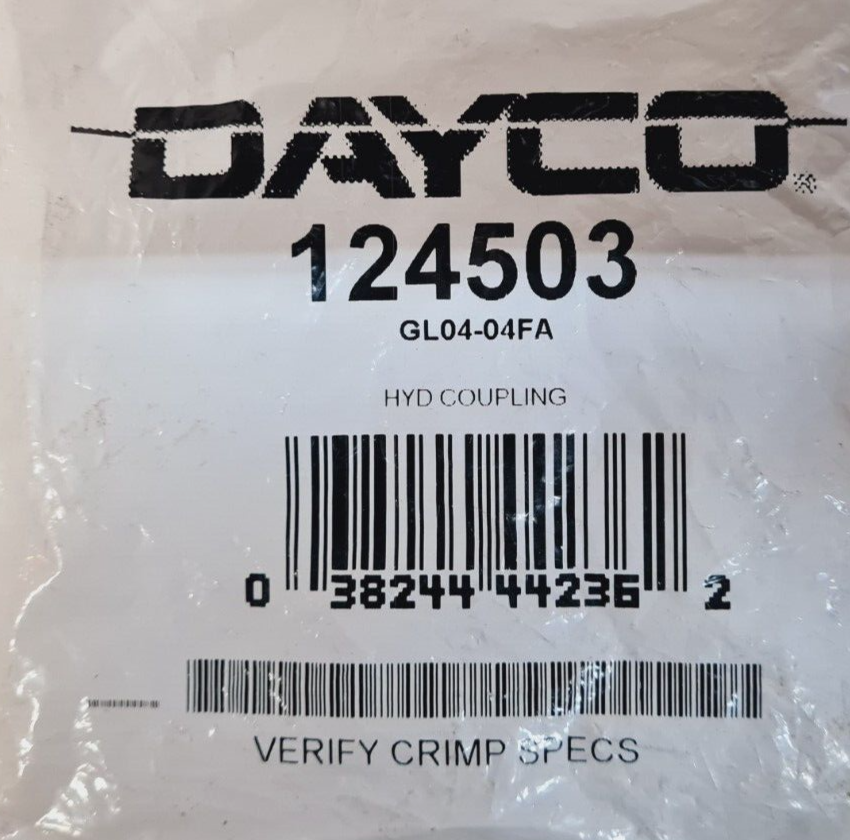 DAYCO®
124503
GL04-04FA
HYD COUPLING
0 38244 44236 2
VERIFY CRIMP SPECS